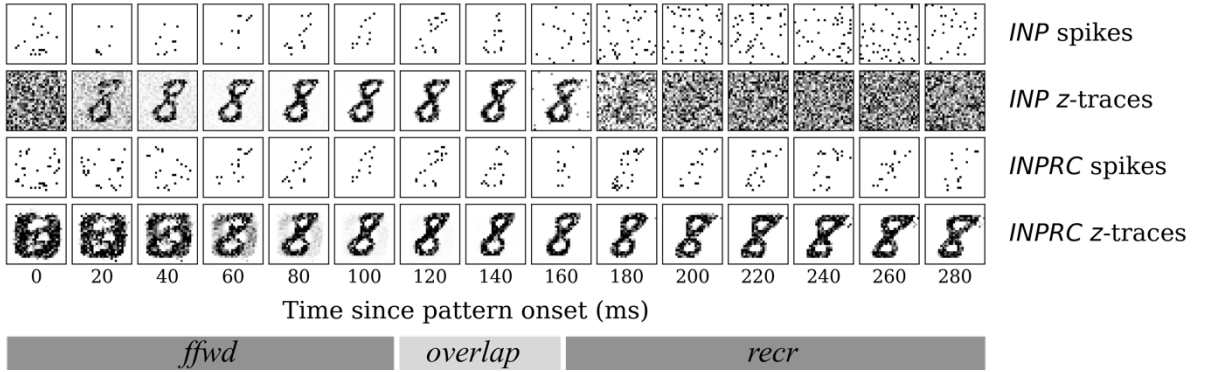 INP spikes
INP z-traces
INPRC spikes
INPRC z-traces
0 20 40 60 80 100 120 140 160 180 200 220 240 260 280
Time since pattern onset (ms)
ffwd overlap recr